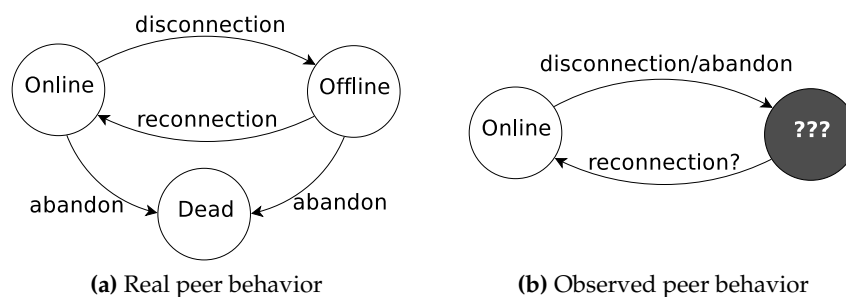 disconnection
Online
Offline
reconnection
abandon
Dead
abandon
(a) Real peer behavior
disconnection/abandon
Online
???
reconnection?
(b) Observed peer behavior